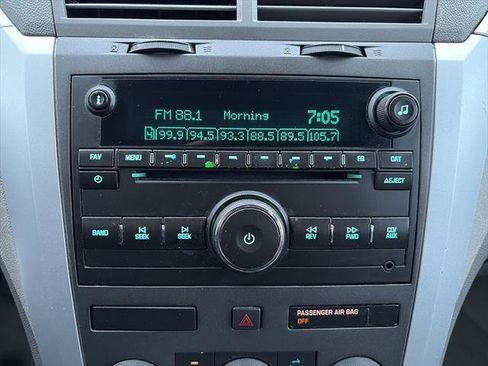 FM 88.1 Morning 7:05
4 99.9 94.5 93.3 88.5 89.5 105.7
FAV MENU EQ CAT
EJECT
BAND SEEK SEEK REV FWD CD/AUX
PASSENGER AIR BAG
OFF